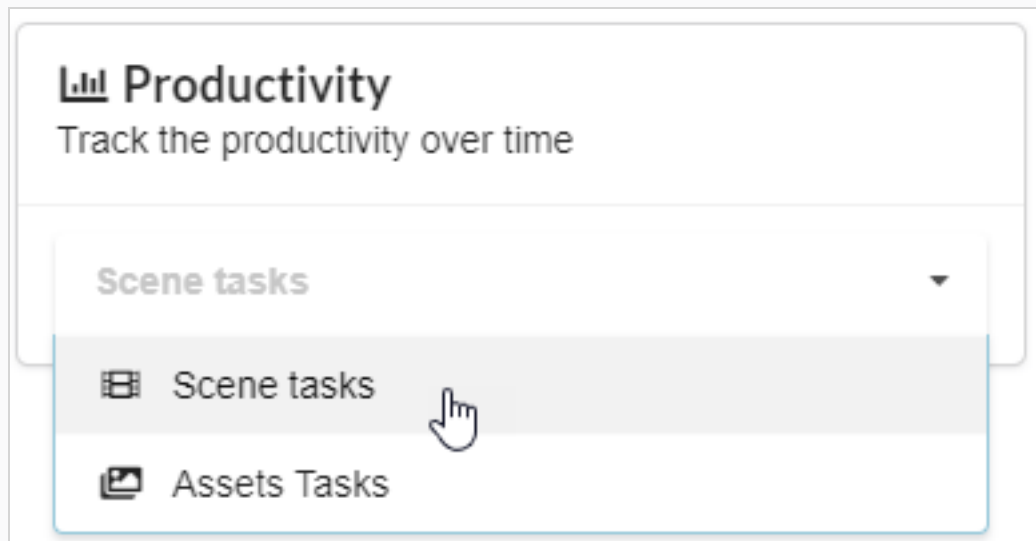 Productivity
Track the productivity over time
Scene tasks
Scene tasks
Assets Tasks